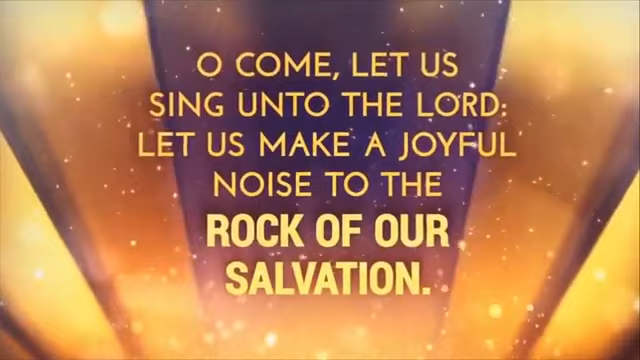 O COME, LET US
SING UNTO THE LORD:
LET US MAKE A JOYFUL
NOISE TO THE
ROCK OF OUR
SALVATION.